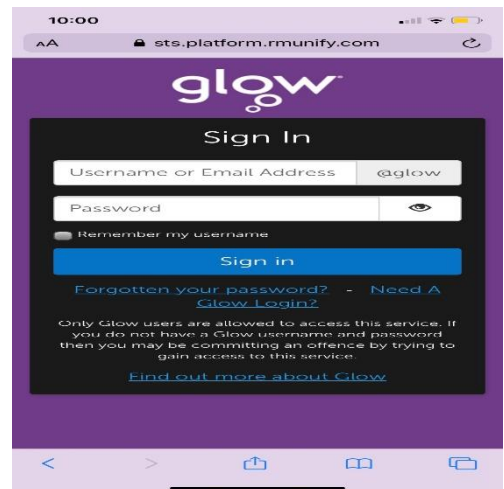 10:00
AA sts.platform.rmunify.com
glow
Sign In
Username or Email Address @glow
Password
Remember my username
Sign in
Forgotten your password? - Need A
Glow Login?
Only Glow users are allowed to access this service. If
you do not have a Glow username and password
then you may be committing an offence by trying to
gain access to this service.
Find out more about Glow